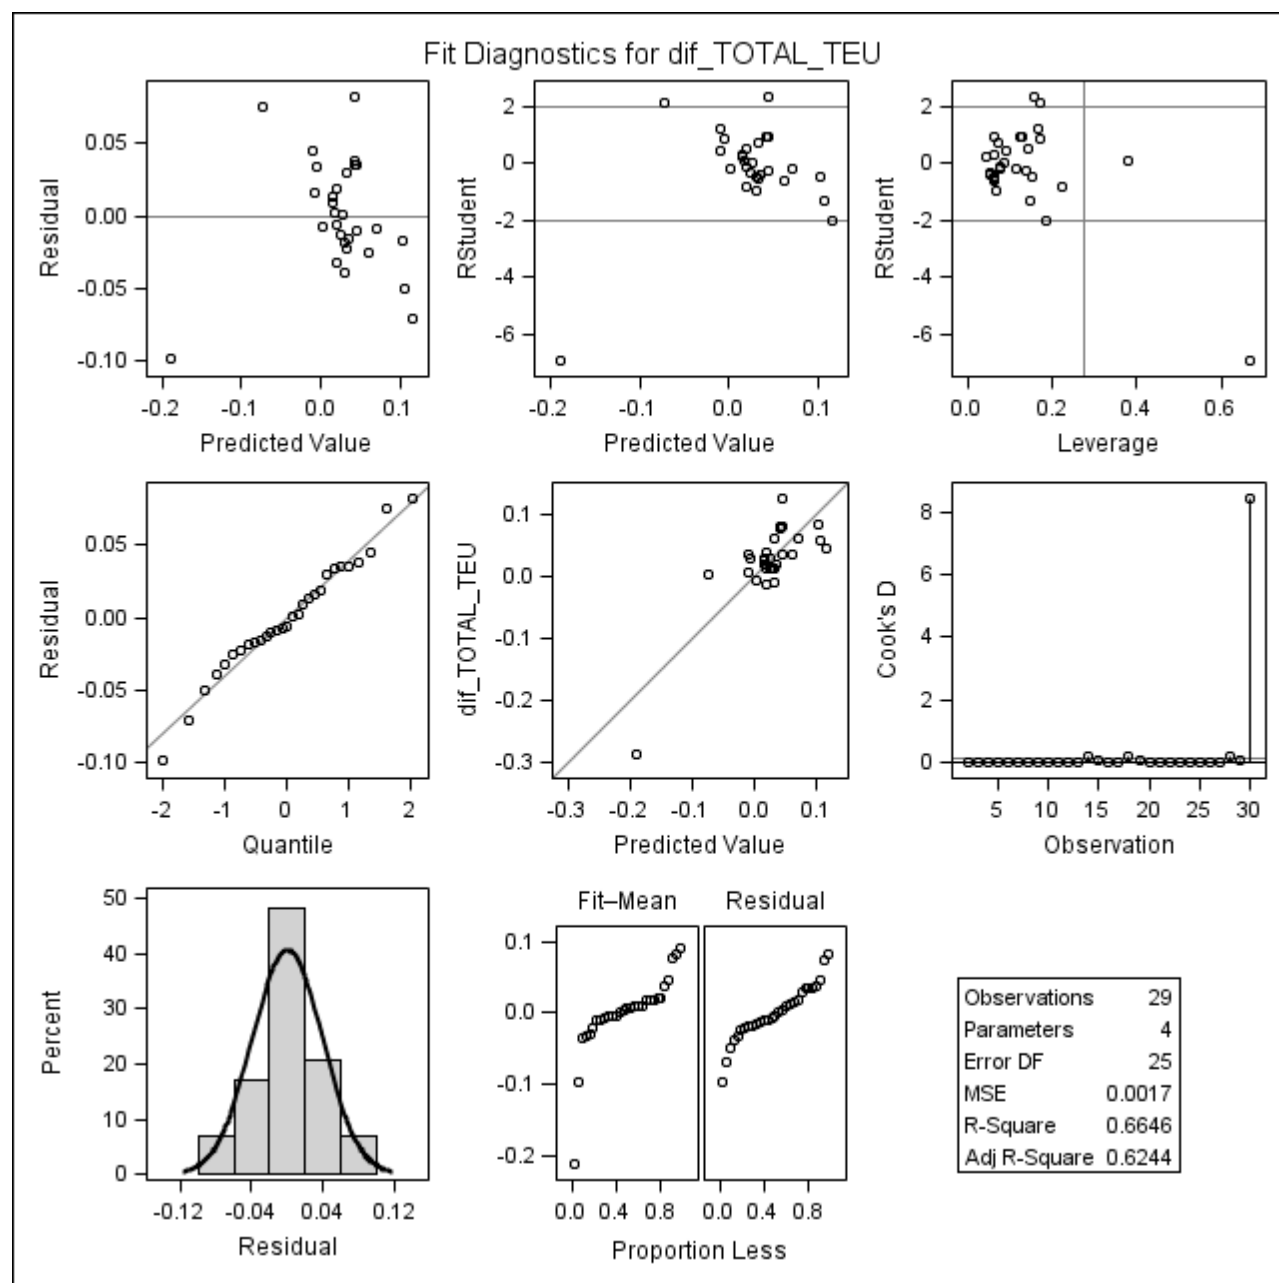 Fit Diagnostics for dif_TOTAL_TEU
Residual
0.05
0.00
-0.05
-0.10
-0.2 -0.1 0.0 0.1
Predicted Value
RStudent
2
0
-2
-4
-6
-0.2 -0.1 0.0 0.1
Predicted Value
RStudent
2
0
-2
-4
-6
0.0 0.2 0.4 0.6
Leverage
Residual
0.05
0.00
-0.05
-0.10
-2 -1 0 1 2
Quantile
dif_TOTAL_TEU
0.1
0.0
-0.1
-0.2
-0.3
-0.3 -0.2 -0.1 0.0 0.1
Predicted Value
Cook's D
8
6
4
2
0
5 10 15 20 25 30
Observation
Percent
50
40
30
20
10
0
-0.12 -0.04 0.04 0.12
Residual
Fit–Mean Residual
0.1
0.0
-0.1
-0.2
0.0 0.4 0.8 0.0 0.4 0.8
Proportion Less
Observations 29
Parameters 4
Error DF 25
MSE 0.0017
R-Square 0.6646
Adj R-Square 0.6244